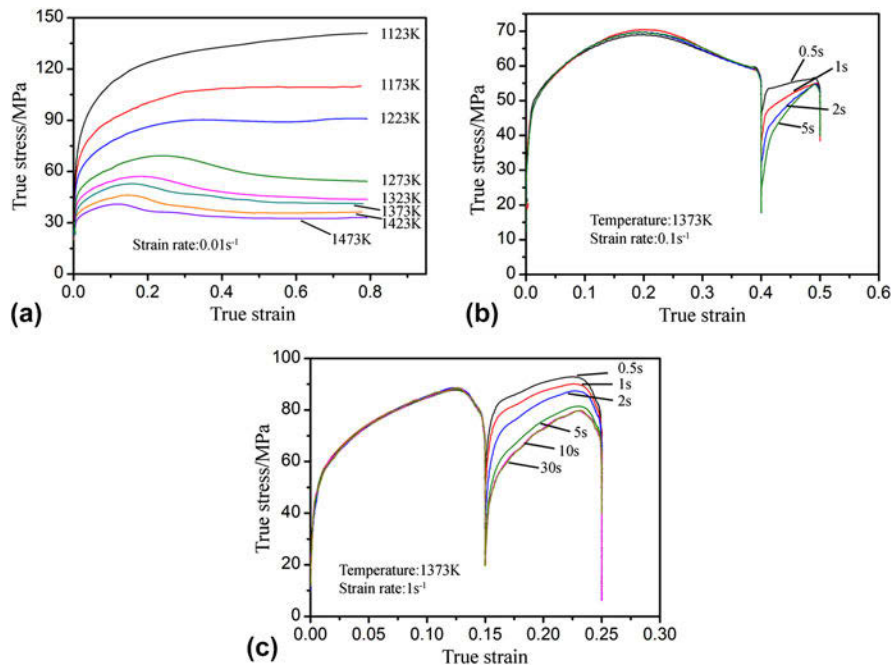 150
120
90
60
30
0
0.0
0.2
0.4
0.6
0.8
True stress/MPa
True strain
1123K
1173K
1223K
1273K
1323K
1373K
1423K
1473K
Strain rate:0.01s⁻¹
(a)
70
60
50
40
30
20
10
0
0.0
0.1
0.2
0.3
0.4
0.5
True stress/MPa
True strain
0.5s
1s
2s
5s
Temperature:1373K
Strain rate:0.1s⁻¹
(b)
100
80
60
40
20
0
0.00
0.05
0.10
0.15
0.20
0.25
0.30
True stress/MPa
True strain
0.5s
1s
2s
5s
10s
30s
Temperature:1373K
Strain rate:1s⁻¹
(c)